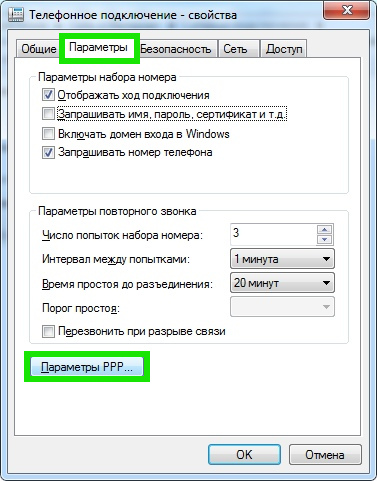 Телефонное подключение - свойства
Общие Параметры Безопасность Сеть Доступ
Параметры набора номера
Отображать ход подключения
Запрашивать имя, пароль, сертификат и т.д.
Включать домен входа в Windows
Запрашивать номер телефона
Параметры повторного звонка
Число попыток набора номера: 3
Интервал между попытками: 1 минута
Время простоя до разъединения: 20 минут
Порог простоя:
Перезвонить при разрыве связи
Параметры PPP...
OK Отмена